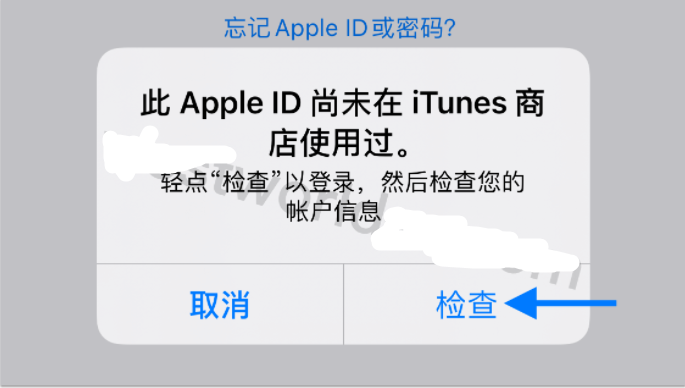 忘记 Apple ID 或密码？
此 Apple ID 尚未在 iTunes 商
店使用过。
轻点“检查”以登录，然后检查您的
帐户信息
取消
检查